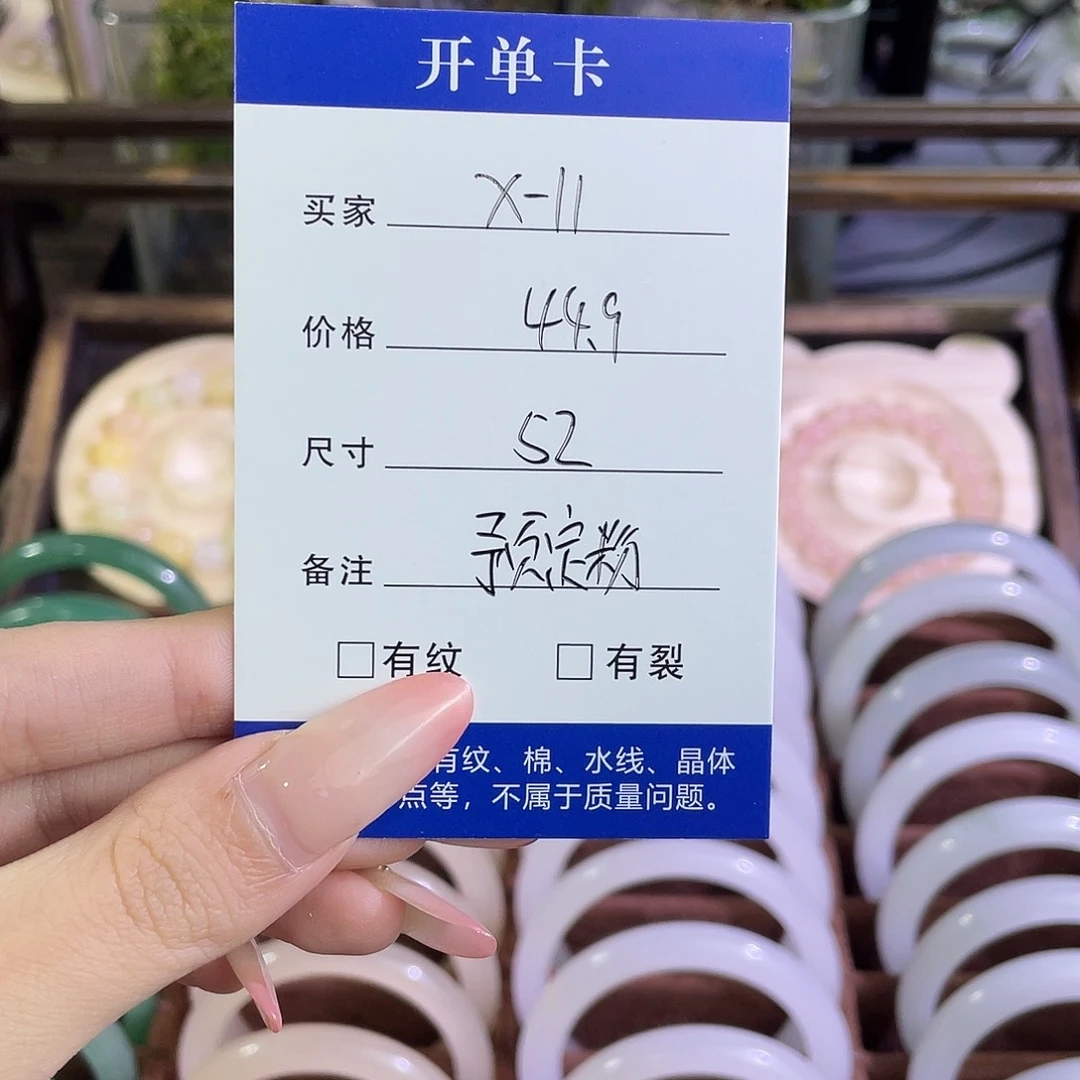 开单卡
买家 X-11
价格 44.9
尺寸 52
备注 预定粉
□有纹 □有裂
有纹、棉、水线、晶体
点等，不属于质量问题。